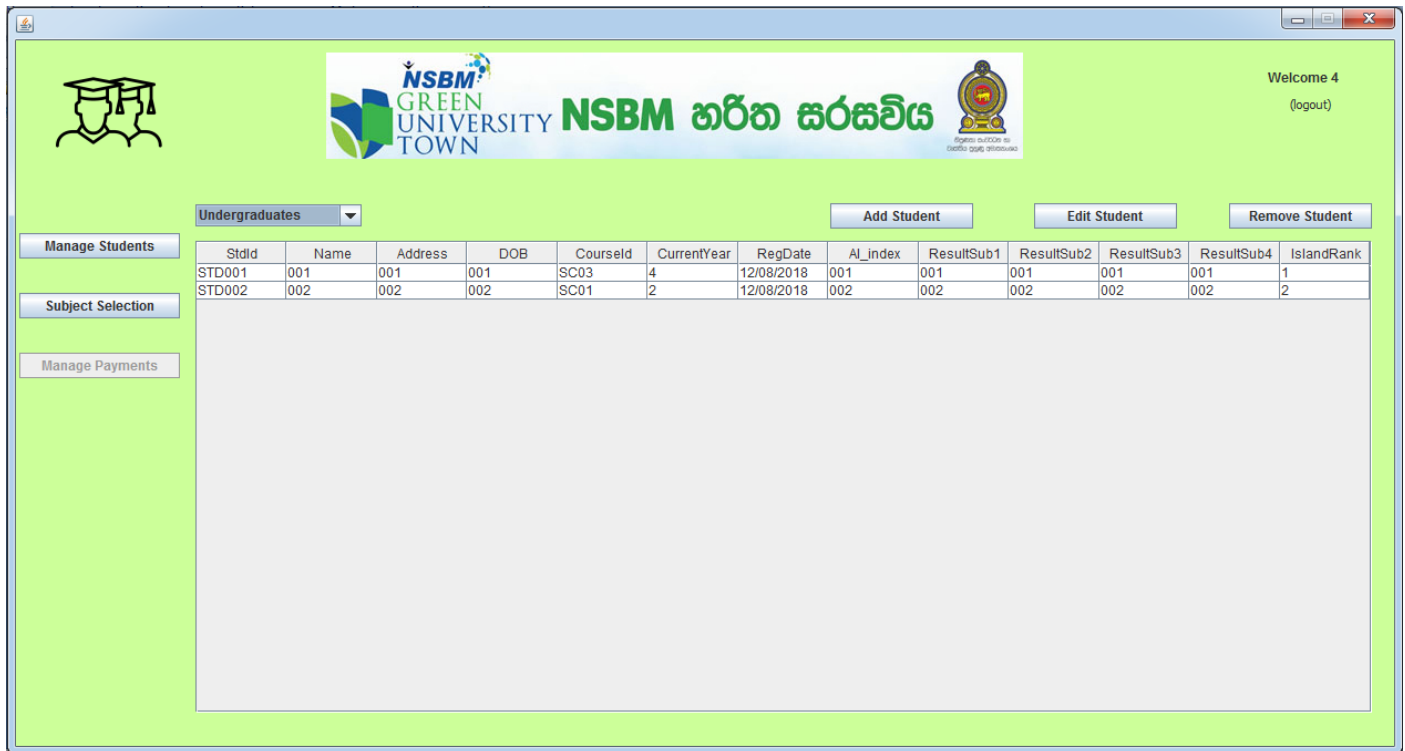 NSBM
GREEN
UNIVERSITY
TOWN
NSBM හරිත සරසවිය
Welcome 4
(logout)
Undergraduates
Add Student
Edit Student
Remove Student
Manage Students
Subject Selection
Manage Payments
StdId Name Address DOB CourseId CurrentYear RegDate Al_index ResultSub1 ResultSub2 ResultSub3 ResultSub4 IslandRank
STD001 001 001 001 SC03 4 12/08/2018 001 001 001 001 001 1
STD002 002 002 002 SC01 2 12/08/2018 002 002 002 002 002 2